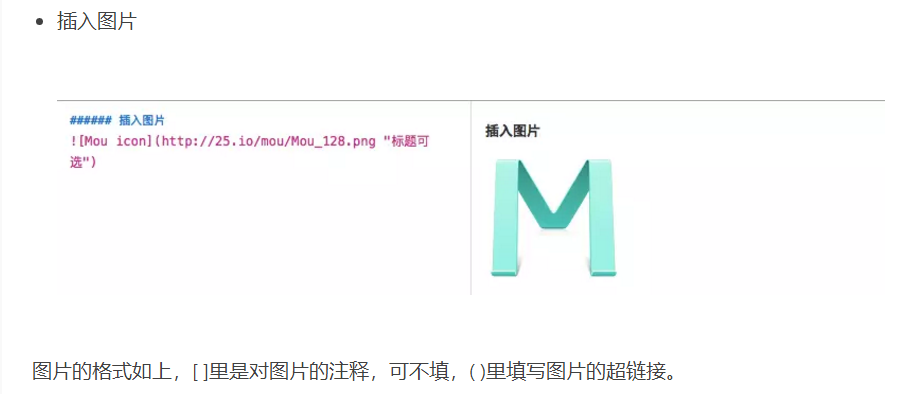 插入图片
###### 插入图片
![Mou icon](http://25.io/mou/Mou_128.png "标题可
选")
插入图片
图片的格式如上，[ ]里是对图片的注释，可不填，( )里填写图片的超链接。